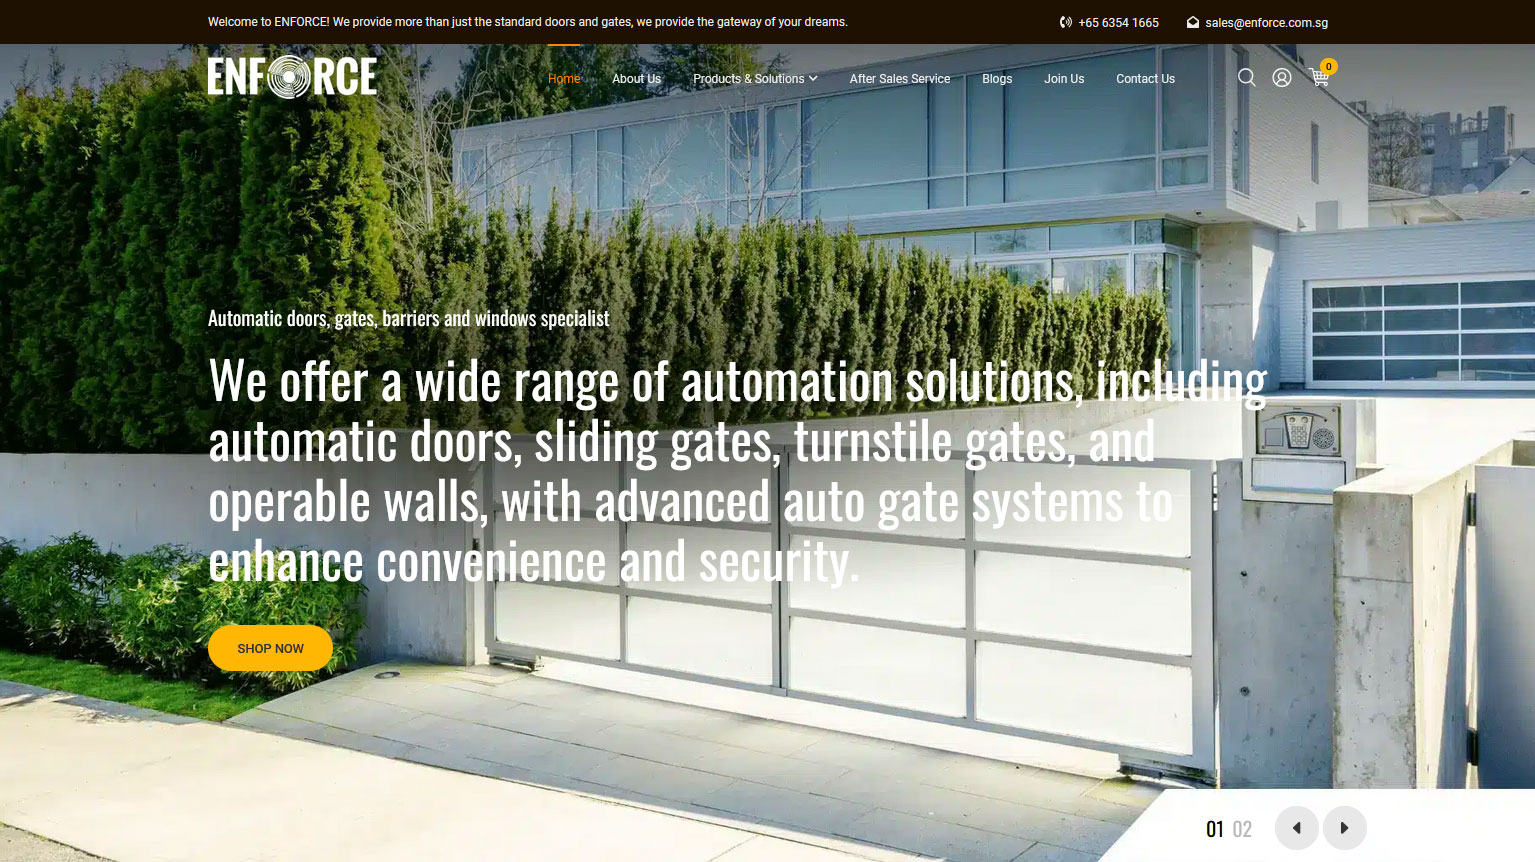 Welcome to ENFORCE! We provide more than just the standard doors and gates, we provide the gateway of your dreams.
+65 6354 1665
sales@enforce.com.sg
ENFORCE
Home
About Us
Products & Solutions
After Sales Service
Blogs
Join Us
Contact Us
0
Automatic doors, gates, barriers and windows specialist
We offer a wide range of automation solutions, including
automatic doors, sliding gates, turnstile gates, and
operable walls, with advanced auto gate systems to
enhance convenience and security.
SHOP NOW
01 02